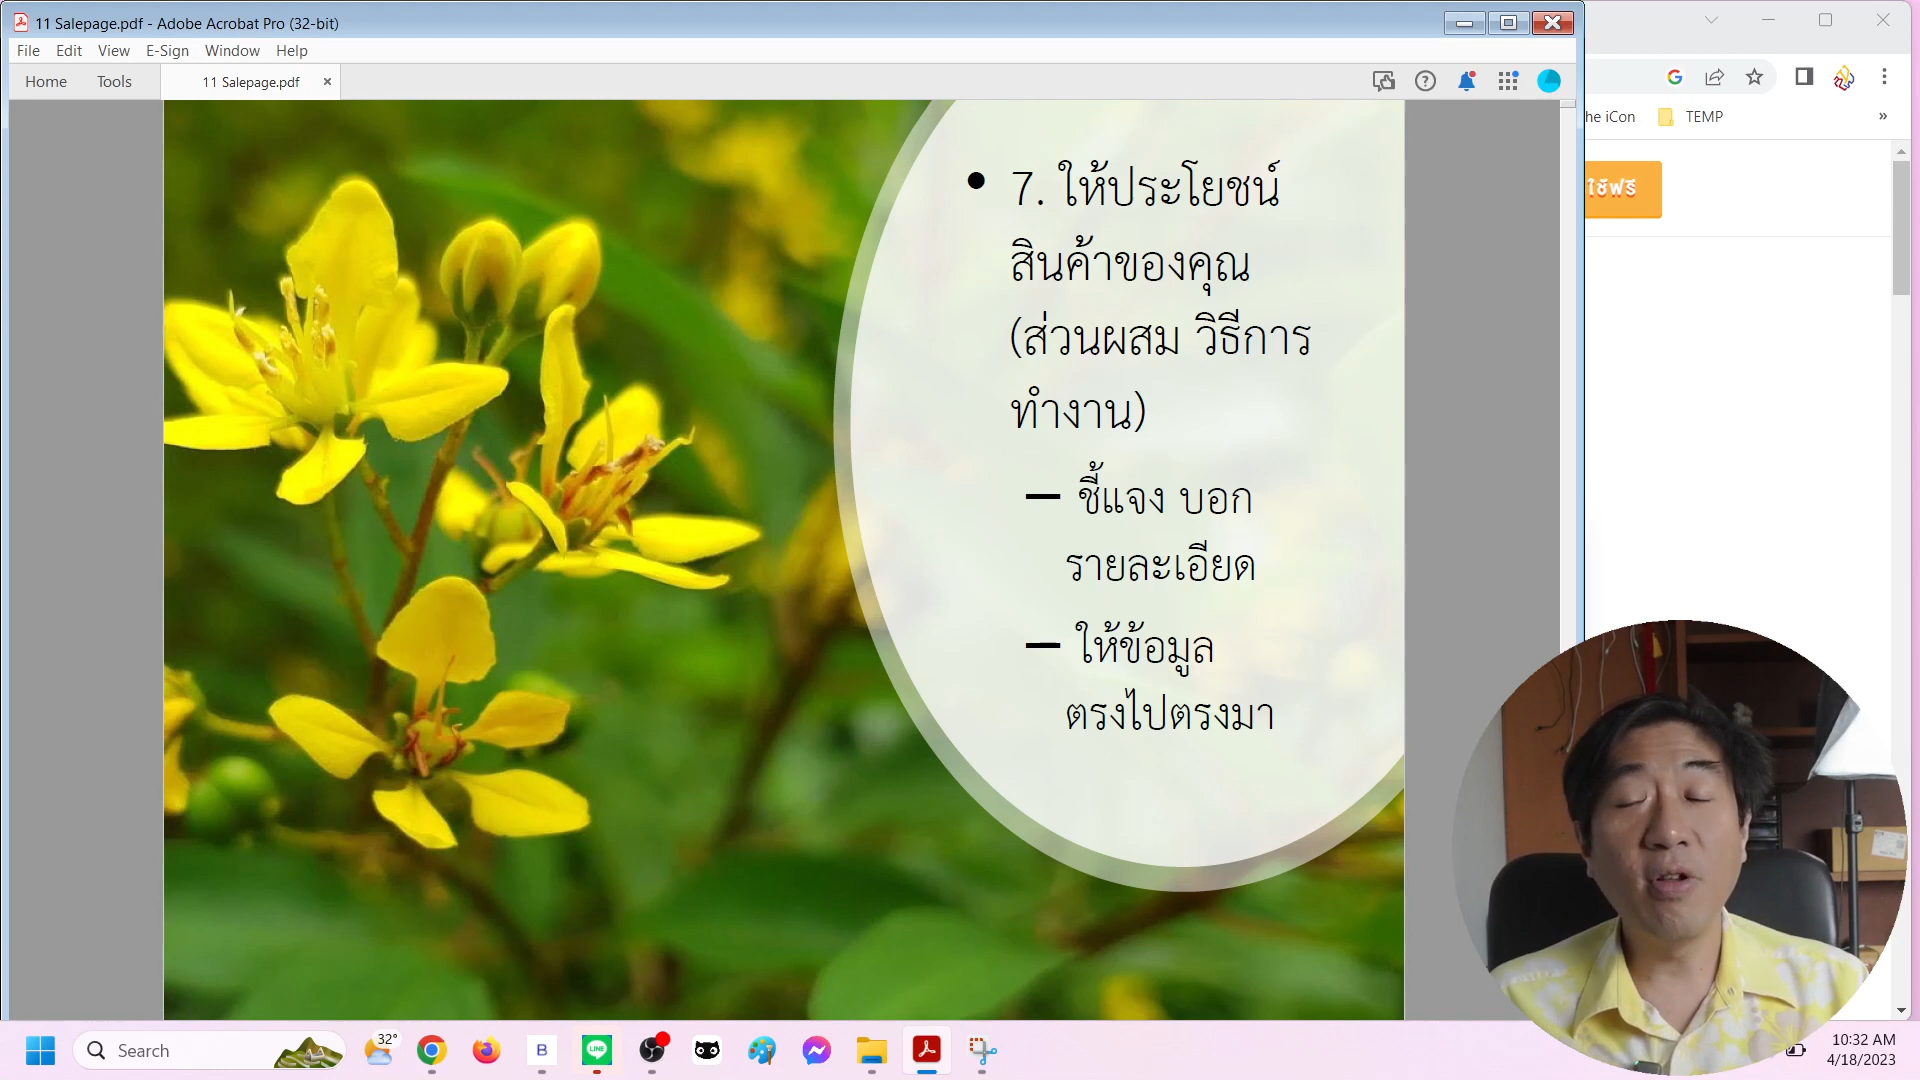 11 Salepage.pdf - Adobe Acrobat Pro (32-bit)
File Edit View E-Sign Window Help
Home Tools 11 Salepage.pdf
he iCon TEMP
ใช้ฟรี
• 7. ให้ประโยชน์
สินค้าของคุณ
(ส่วนผสม วิธีการ
ทำงาน)
– ชี้แจง บอก
รายละเอียด
– ให้ข้อมูล
ตรงไปตรงมา
Search
32°
B
LINE
10:32 AM
4/18/2023